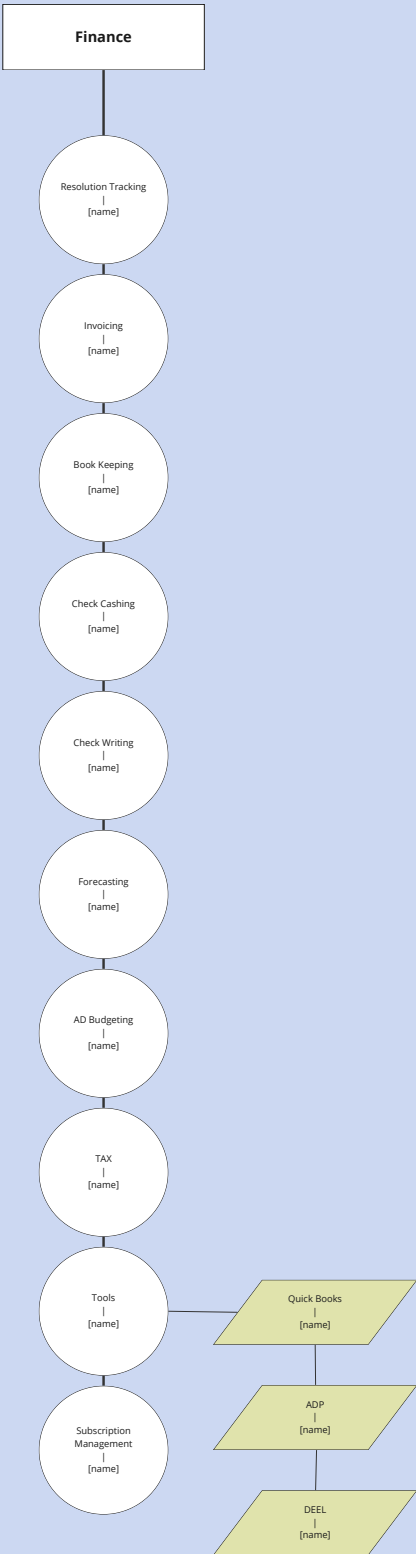 Finance
Resolution Tracking
|
[name]
Invoicing
|
[name]
Book Keeping
|
[name]
Check Cashing
|
[name]
Check Writing
|
[name]
Forecasting
|
[name]
AD Budgeting
|
[name]
TAX
|
[name]
Tools
|
[name]
Quick Books
|
[name]
ADP
|
[name]
Subscription
Management
|
[name]
DEEL
|
[name]